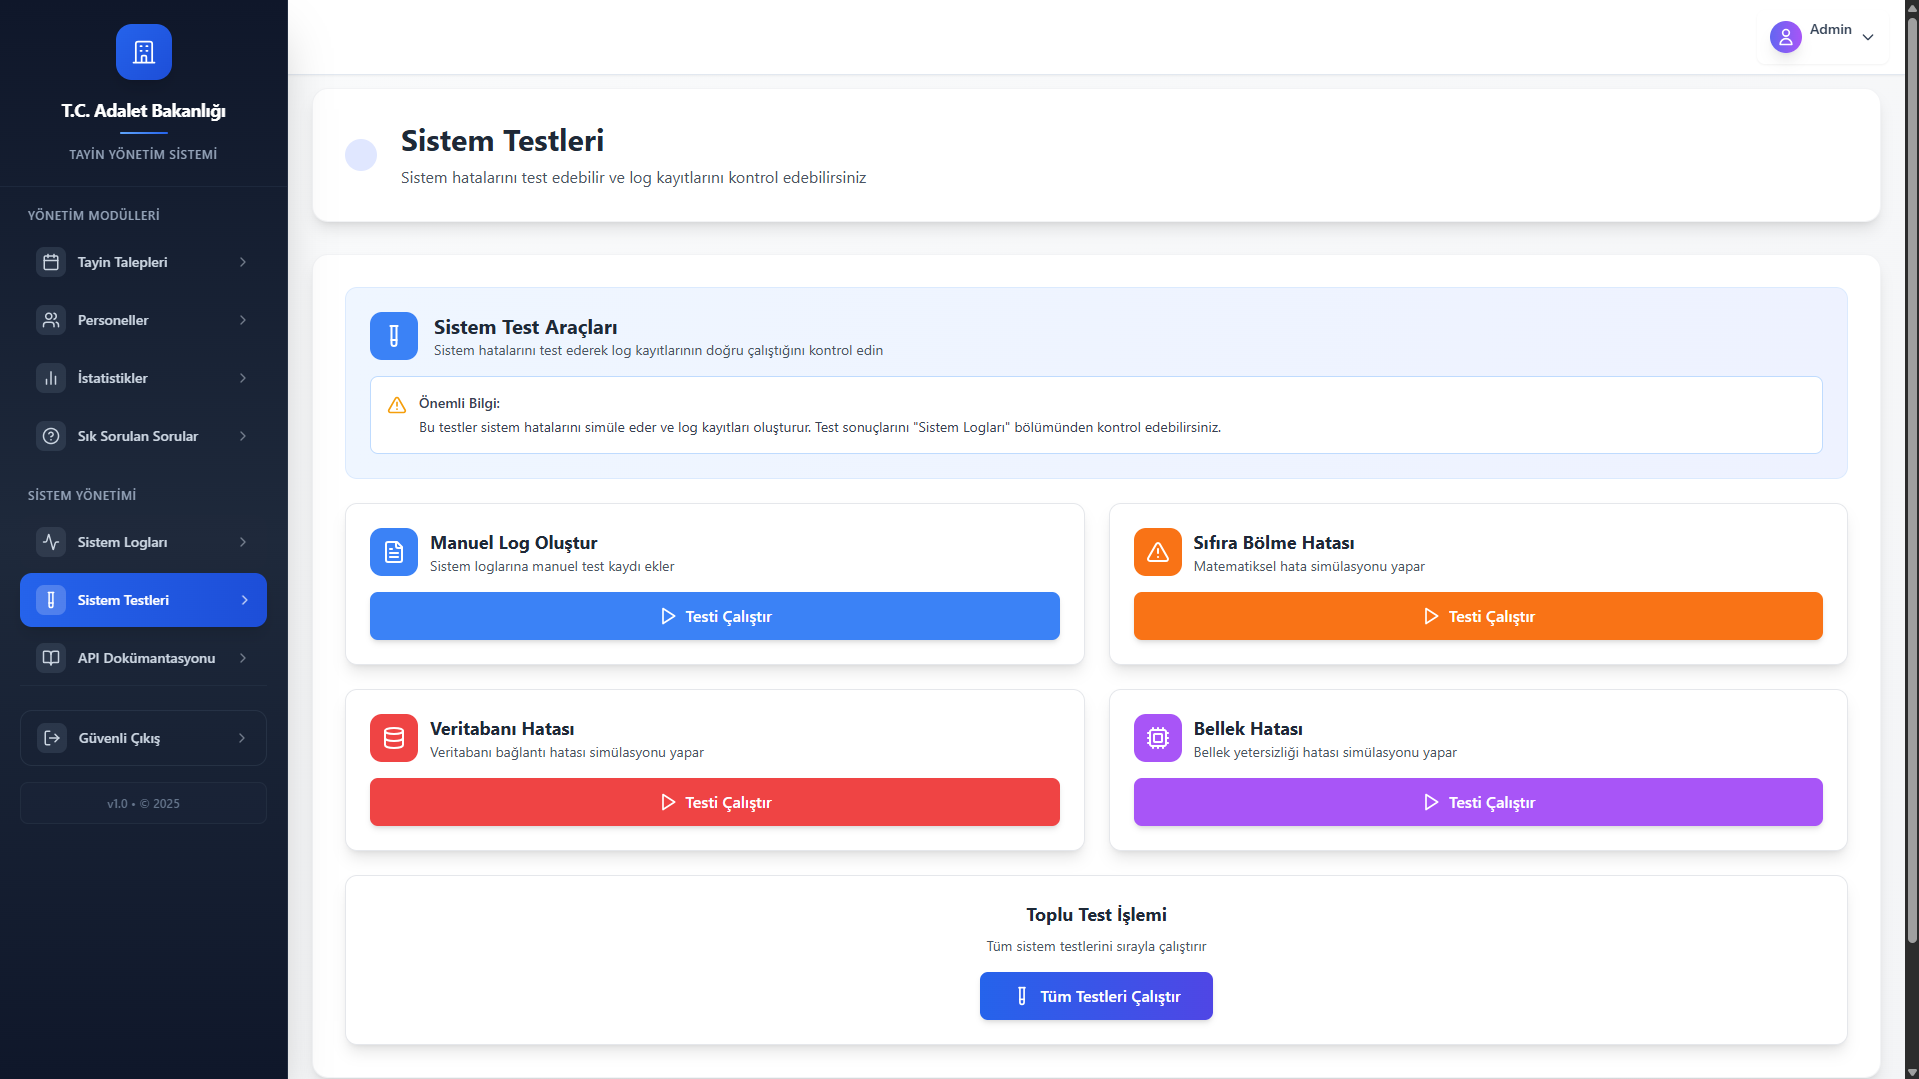 T.C. Adalet Bakanlığı
TAYİN YÖNETİM SİSTEMİ
YÖNETİM MODÜLLERİ
Tayin Talepleri
Personeller
İstatistikler
Sık Sorulan Sorular
SİSTEM YÖNETİMİ
Sistem Logları
Sistem Testleri
API Dokümantasyonu
Güvenli Çıkış
v1.0 • © 2025
Admin
Sistem Testleri
Sistem hatalarını test edebilir ve log kayıtlarını kontrol edebilirsiniz
Sistem Test Araçları
Sistem hatalarını test ederek log kayıtlarının doğru çalıştığını kontrol edin
Önemli Bilgi:
Bu testler sistem hatalarını simüle eder ve log kayıtları oluşturur. Test sonuçlarını "Sistem Logları" bölümünden kontrol edebilirsiniz.
Manuel Log Oluştur
Sistem loglarına manuel test kaydı ekler
Testi Çalıştır
Sıfıra Bölme Hatası
Matematiksel hata simülasyonu yapar
Testi Çalıştır
Veritabanı Hatası
Veritabanı bağlantı hatası simülasyonu yapar
Testi Çalıştır
Bellek Hatası
Bellek yetersizliği hatası simülasyonu yapar
Testi Çalıştır
Toplu Test İşlemi
Tüm sistem testlerini sırayla çalıştırır
Tüm Testleri Çalıştır